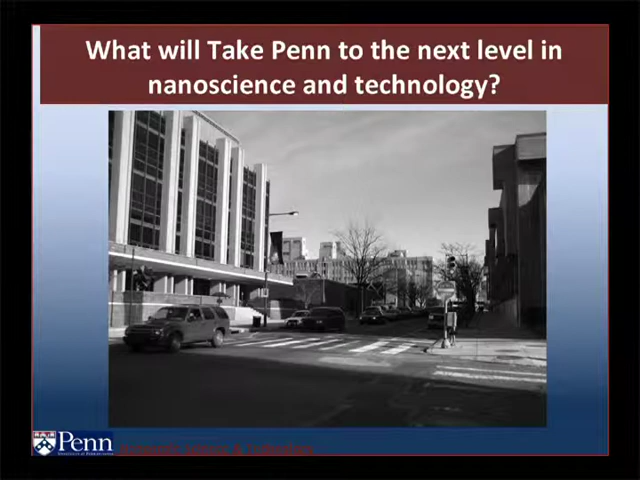 What will Take Penn to the next level in
nanoscience and technology?
Penn